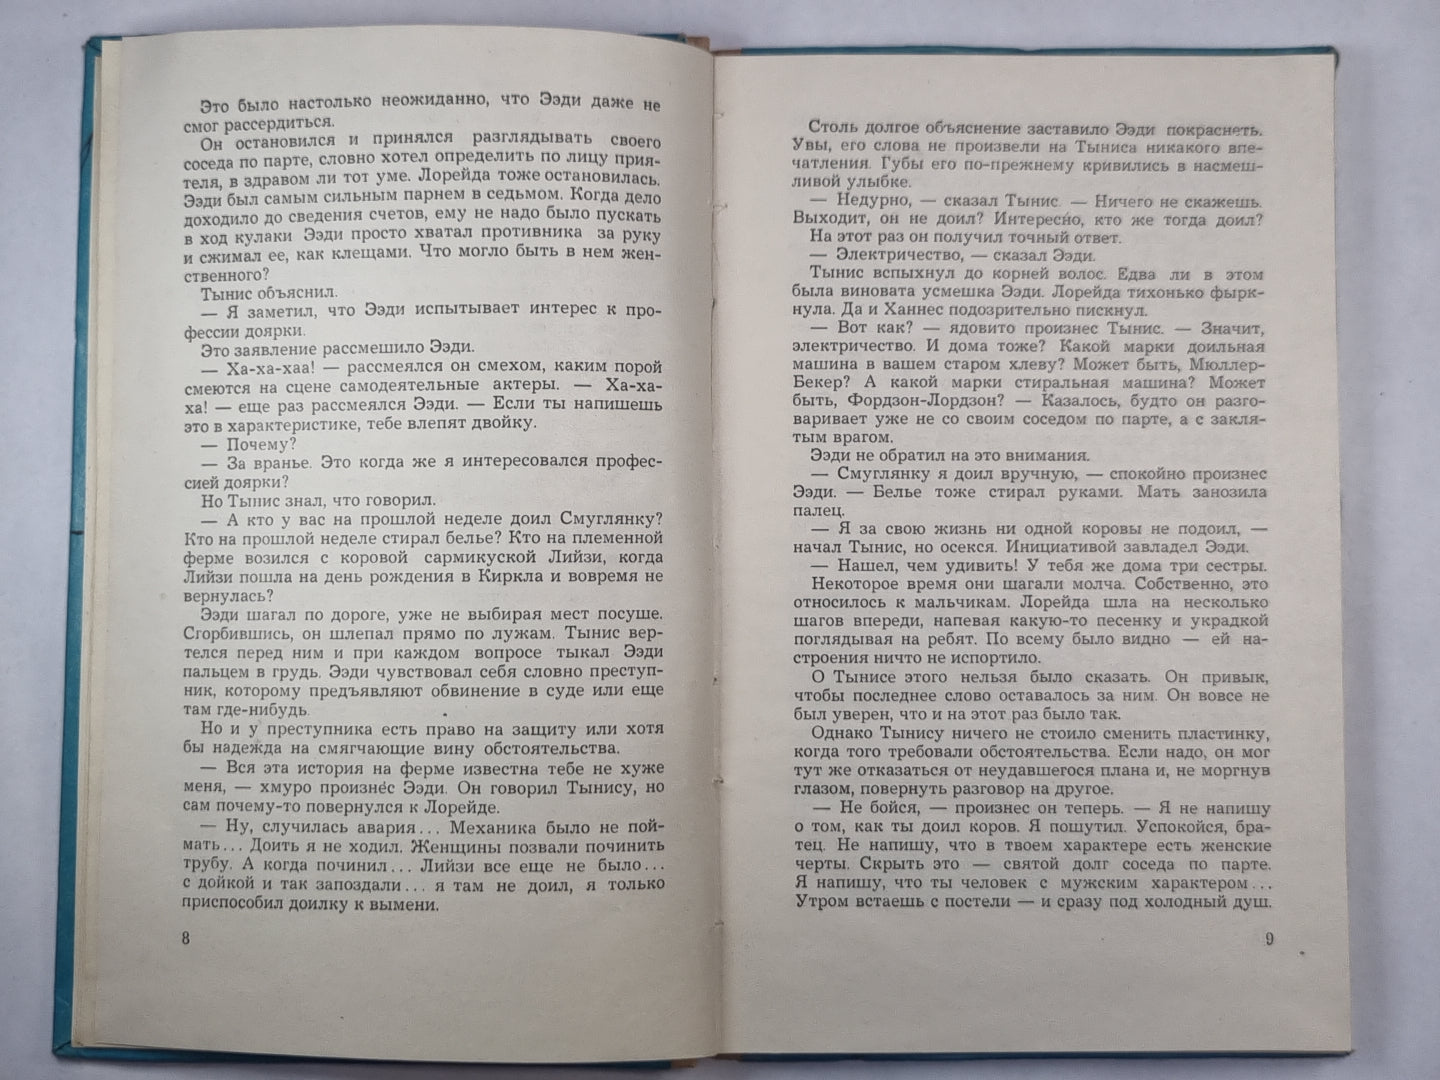 Это было настолько неожиданно, что Ээди даже не
смог рассердиться.
Он остановился и принялся разглядывать своего
соседа по парте, словно хотел определить по лицу прия-
теля, в здравом ли тот уме. Лорейда тоже остановилась.
Ээди был самым сильным парнем в седьмом. Когда дело
доходило до сведения счетов, ему не надо было пускать
в ход кулаки Ээди просто хватал противника за руку
и сжимал ее, как клещами. Что могло быть в нем жен-
ственного?
Тынис объяснил.
— Я заметил, что Ээди испытывает интерес к про-
фессии доярки.
Это заявление рассмешило Ээди.
— Ха-ха-хаа! — рассмеялся он смехом, каким порой
смеются на сцене самодеятельные актеры. — Ха-ха-
ха! — еще раз рассмеялся Ээди. — Если ты напишешь
это в характеристике, тебе влепят двойку.
— Почему?
— За вранье. Это когда же я интересовался профес-
сией доярки?
Но Тынис знал, что говорил.
— А кто у вас на прошлой неделе доил Смуглянку?
Кто на прошлой неделе стирал белье? Кто на племенной
ферме возился с коровой сармикуской Лийзи, когда
Лийзи пошла на день рождения в Киркла и вовремя не
вернулась?
Ээди шагал по дороге, уже не выбирая мест посуше.
Сгорбившись, он шлепал прямо по лужам. Тынис вер-
телся перед ним и при каждом вопросе тыкал Ээди
пальцем в грудь. Ээди чувствовал себя словно преступ-
ник, которому предъявляют обвинение в суде или еще
там где-нибудь.
Но и у преступника есть право на защиту или хотя
бы надежда на смягчающие вину обстоятельства.
— Вся эта история на ферме известна тебе не хуже
меня, — хмуро произнес Ээди. Он говорил Тынису, но
сам почему-то повернулся к Лорейде.
— Ну, случилась авария... Механика было не пой-
мать... Доить я не ходил. Женщины позвали починить
трубу. А когда починил... Лийзи все еще не было...
с дойкой и так запоздали... я там не доил, я только
приспособил доилку к вымени.
8
Столь долгое объяснение заставило Ээди покраснеть.
Увы, его слова не произвели на Тыниса никакого впе-
чатления. Губы его по-прежнему кривились в насмеш-
ливой улыбке.
— Недурно, — сказал Тынис. — Ничего не скажешь.
Выходит, он не доил? Интересно, кто же тогда доил?
На этот раз он получил точный ответ.
— Электричество, — сказал Ээди.
Тынис вспыхнул до корней волос. Едва ли в этом
была виновата усмешка Ээди. Лорейда тихонько фырк-
нула. Да и Ханнес подозрительно пискнул.
— Вот как? — ядовито произнес Тынис. — Значит,
электричество. И дома тоже? Какой марки доильная
машина в вашем старом хлеву? Может быть, Мюллер-
Бекер? А какой марки стиральная машина? Может
быть, Фордзон-Лордзон? — Казалось, будто он разго-
варивает уже не со своим соседом по парте, а с закля-
тым врагом.
Ээди не обратил на это внимания.
— Смуглянку я доил вручную, — спокойно произнес
Ээди. — Белье тоже стирал руками. Мать занозила
палец.
— Я за свою жизнь ни одной коровы не подоил, —
начал Тынис, но осекся. Инициативой завладел Ээди.
— Нашел, чем удивить! У тебя же дома три сестры.
Некоторое время они шагали молча. Собственно, это
относилось к мальчикам. Лорейда шла на несколько
шагов впереди, напевая какую-то песенку и украдкой
поглядывая на ребят. По всему было видно — ей на-
строения ничто не испортило.
О Тынисе этого нельзя было сказать. Он привык,
чтобы последнее слово оставалось за ним. Он вовсе не
был уверен, что и на этот раз было так.
Однако Тынису ничего не стоило сменить пластинку,
когда того требовали обстоятельства. Если надо, он мог
тут же отказаться от неудавшегося плана и, не моргнув
глазом, повернуть разговор на другое.
— Не бойся, — произнес он теперь. — Я не напишу
о том, как ты доил коров. Я пошутил. Успокойся, бра-
тец. Не напишу, что в твоем характере есть женские
черты. Скрыть это — святой долг соседа по парте.
Я напишу, что ты человек с мужским характером...
Утром встаешь с постели — и сразу под холодный душ.
9